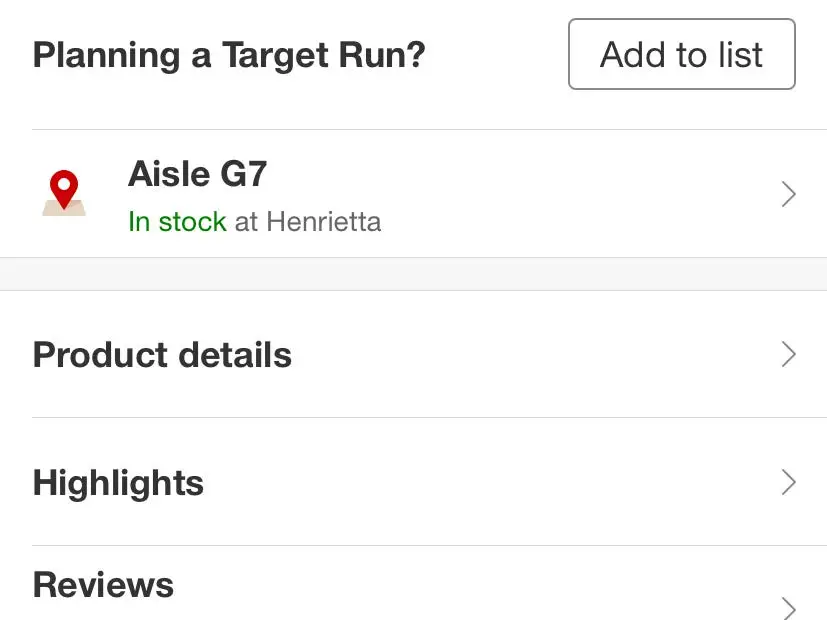 Planning a Target Run?
Add to list
Aisle G7
In stock at Henrietta
Product details
Highlights
Reviews